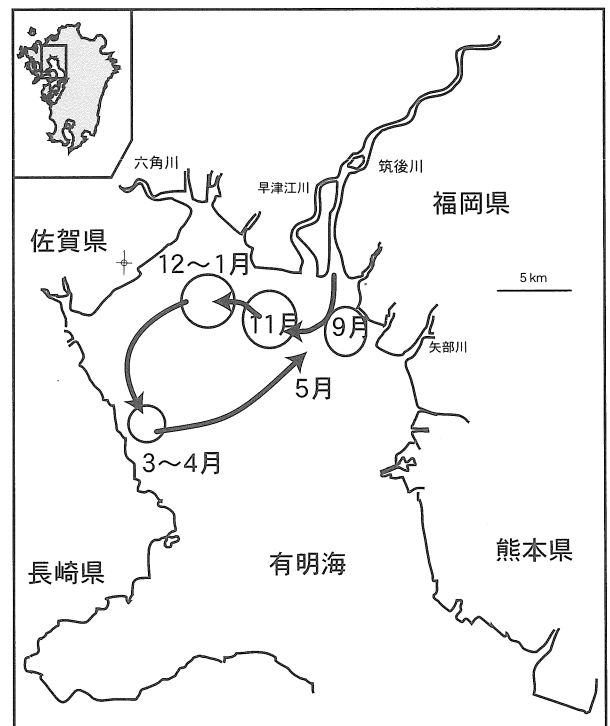 六角川
早津江川
筑後川
福岡県
佐賀県
12～1月
5km
11月
9月
矢部川
5月
3～4月
長崎県
有明海
熊本県